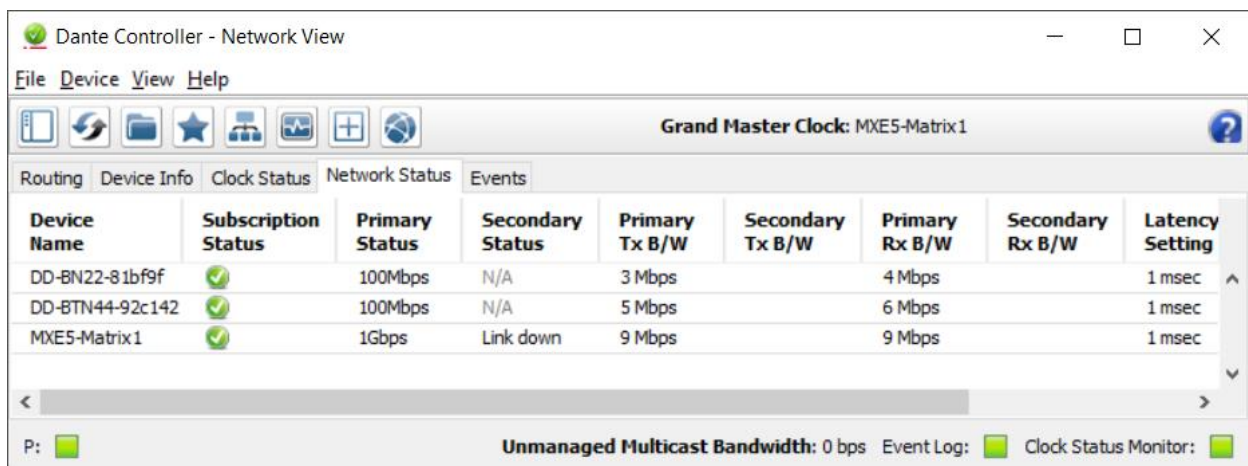 Dante Controller - Network View
File Device View Help
Grand Master Clock: MXE5-Matrix1
Routing Device Info Clock Status Network Status Events
Device Name Subscription Status Primary Status Secondary Status Primary Tx B/W Secondary Tx B/W Primary Rx B/W Secondary Rx B/W Latency Setting
DD-BN22-81bf9f 100Mbps N/A 3 Mbps 4 Mbps 1 msec
DD-BTN44-92c142 100Mbps N/A 5 Mbps 6 Mbps 1 msec
MXE5-Matrix1 1Gbps Link down 9 Mbps 9 Mbps 1 msec
P: Unmanaged Multicast Bandwidth: 0 bps Event Log: Clock Status Monitor: